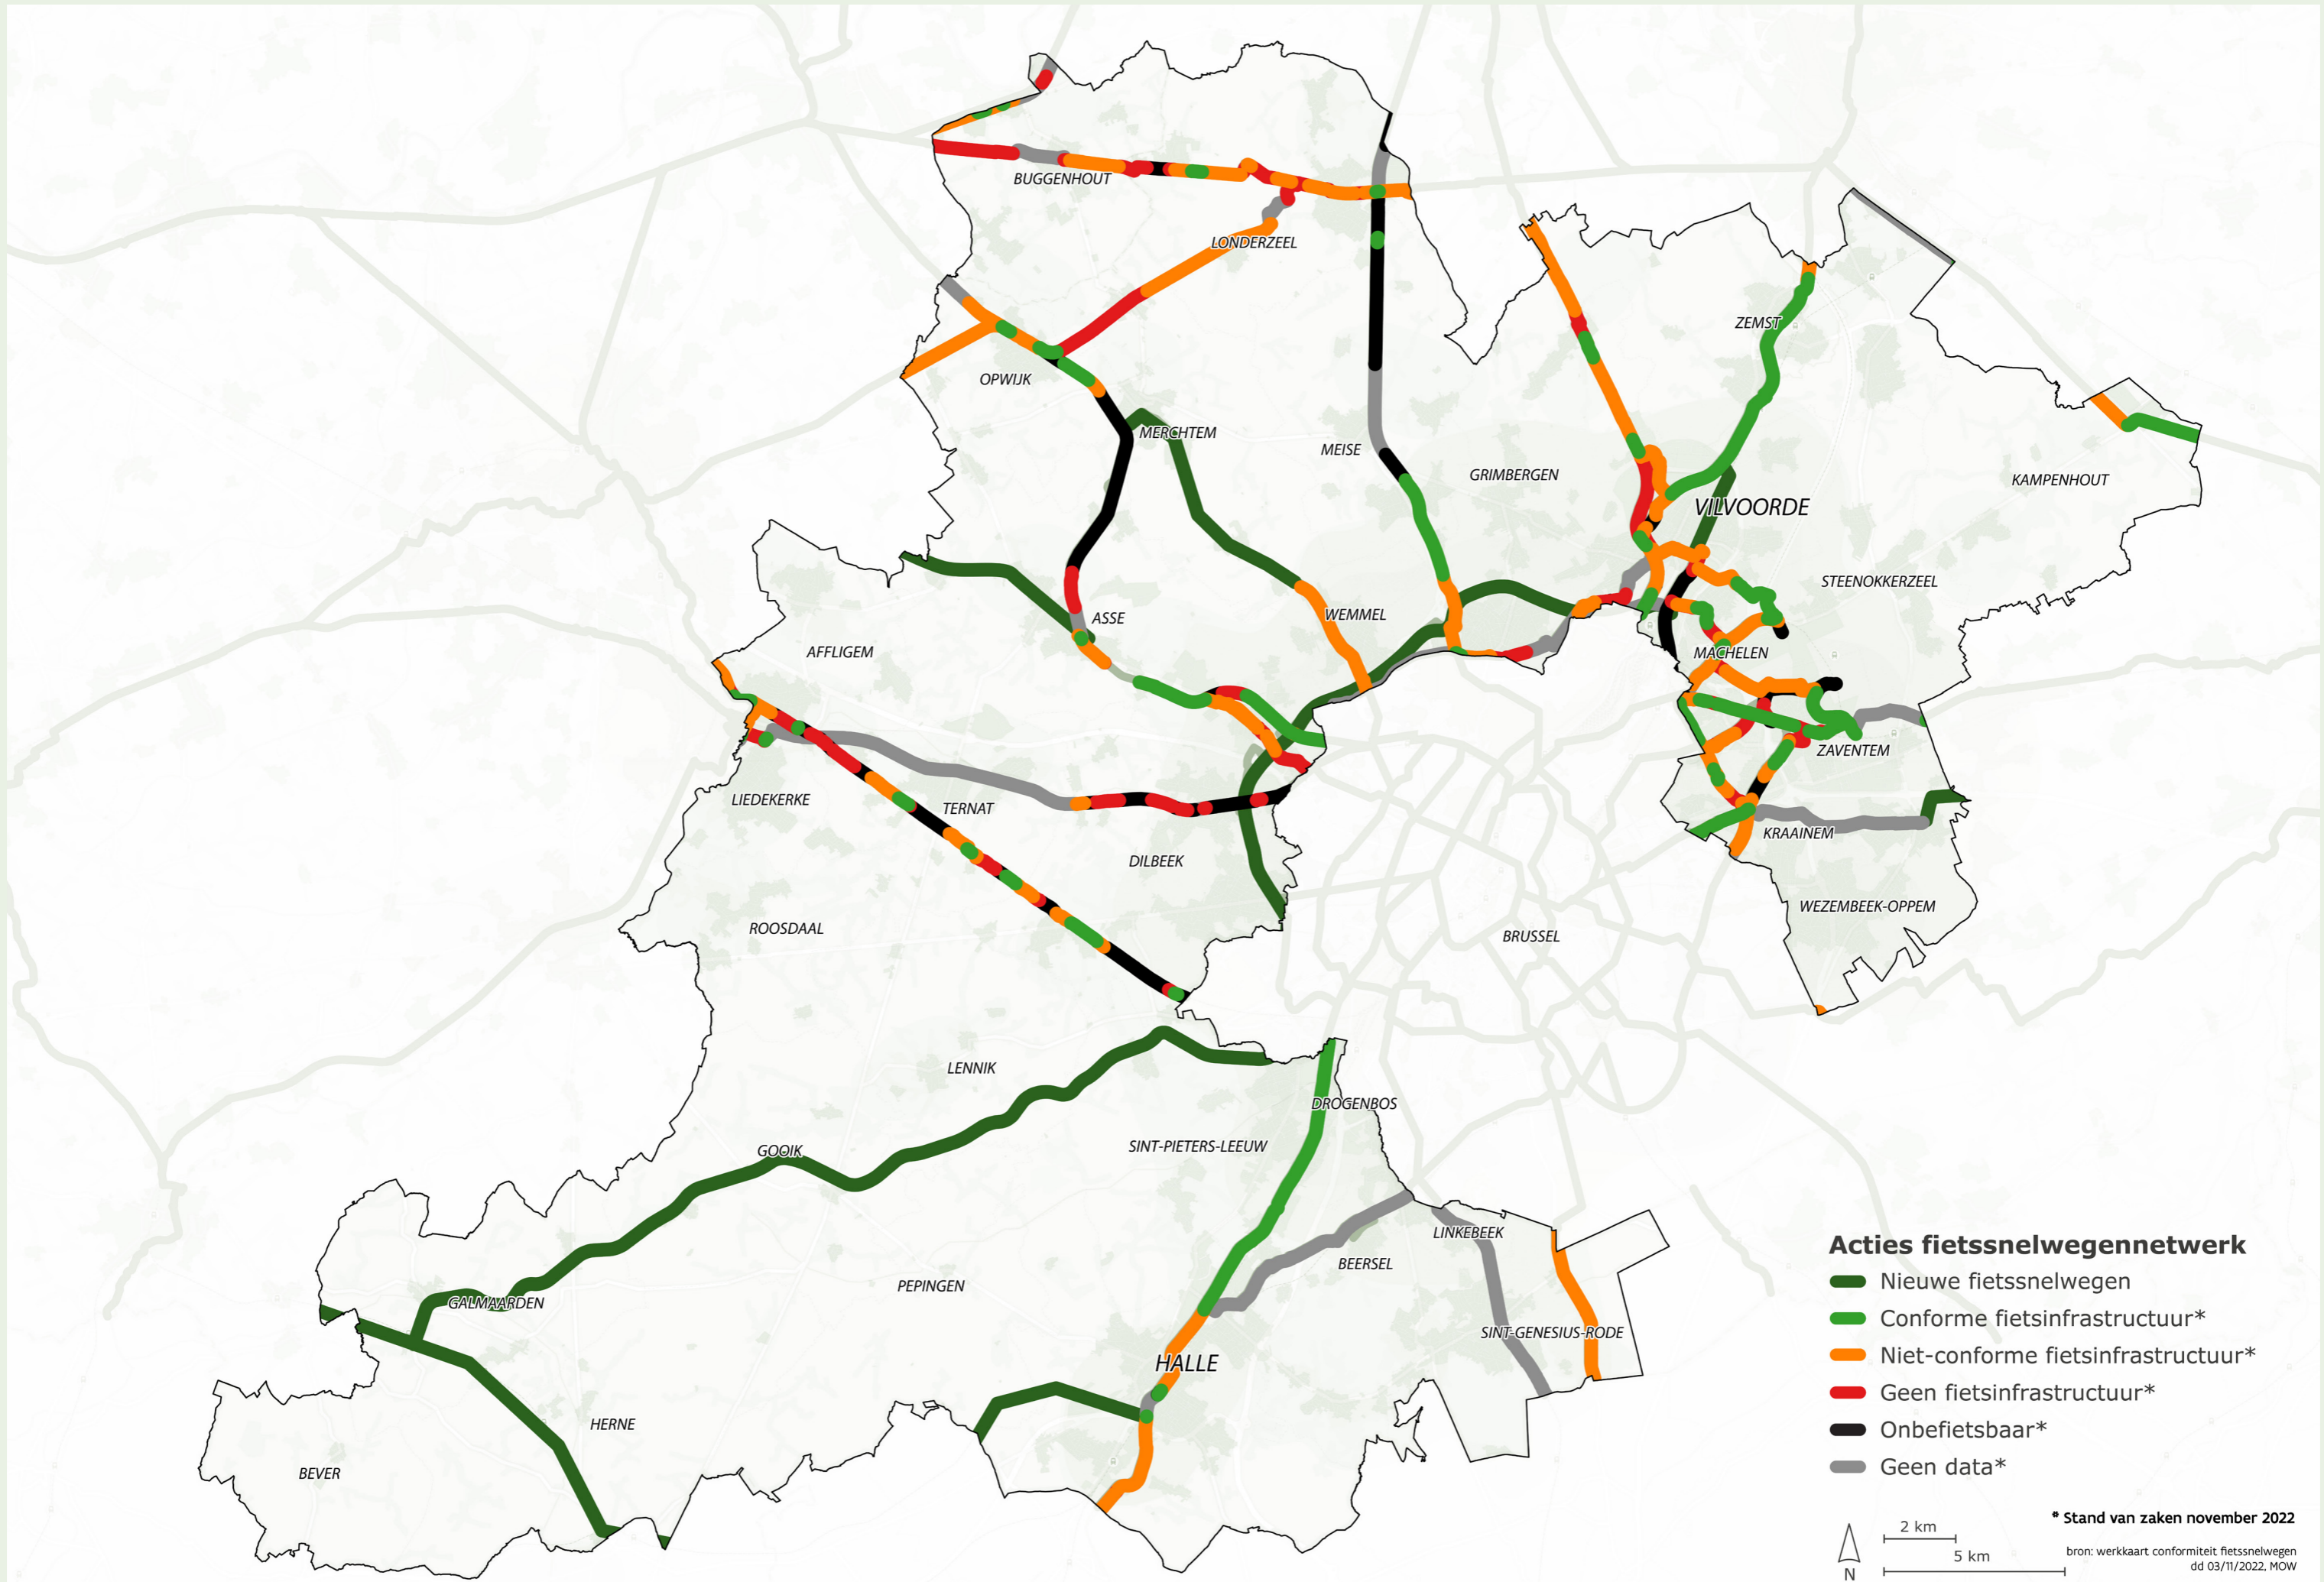 BUGGENHOUT
LONDERZEEL
ZEMST
OPWIJK
MERCHTEM
MEISE
GRIMBERGEN
KAMPENHOUT
VILVOORDE
STEENOKKERZEEL
ASSE
WEMMEL
AFFLIGEM
MACHELEN
ZAVENTEM
LIEDEKERKE
TERNAT
KRAAINEM
DILBEEK
WEZEMBEEK-OPPEM
ROOSDAAL
BRUSSEL
LENNIK
DROGENBOS
SINT-PIETERS-LEEUW
GOOIK
LINKEBEEK
BEERSEL
PEPINGEN
GALMAARDEN
SINT-GENESIUS-RODE
HALLE
HERNE
BEVER
Acties fietssnelwegennetwerk
Nieuwe fietssnelwegen
Conforme fietsinfrastructuur*
Niet-conforme fietsinfrastructuur*
Geen fietsinfrastructuur*
Onbefietsbaar*
Geen data*
* Stand van zaken november 2022
2 km
5 km
N
bron: werkkaart conformiteit fietssnelwegen
dd 03/11/2022, MOW